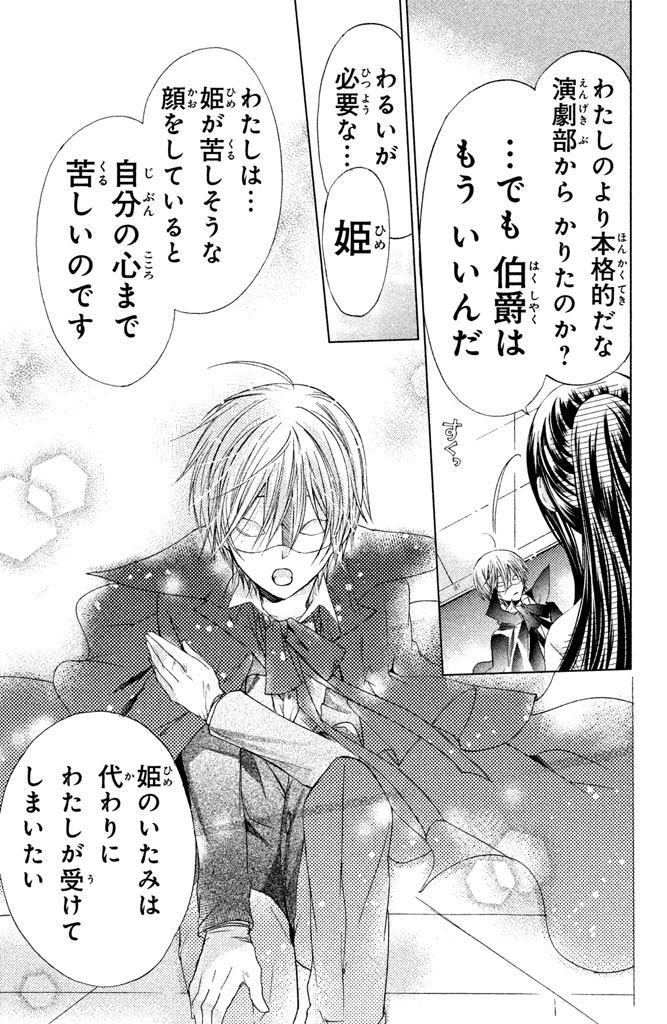 わたしのより本格的だな
演劇部から かりたのか?
…でも 伯爵は
もう いいんだ
すくっ
わるいが
必要な…
姫
わたしは…
姫が苦しそうな
顔をしていると
自分の心まで
苦しいのです
姫のいたみは
代わりに
わたしが受けて
しまいたい